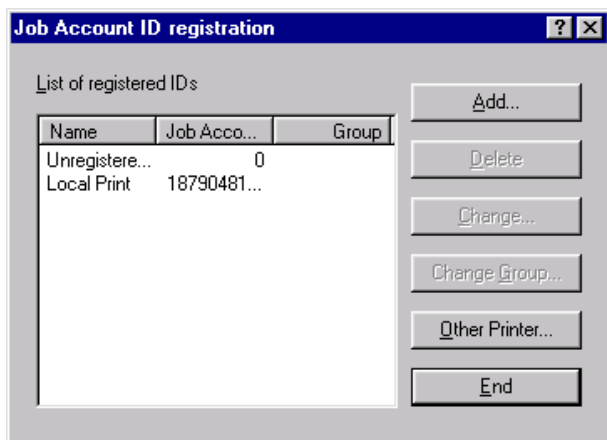 Job Account ID registration
List of registered IDs
Add...
Name Job Acco... Group
Unregistere... 0
Delete
Local Print 18790481...
Change...
Change Group...
Other Printer...
End